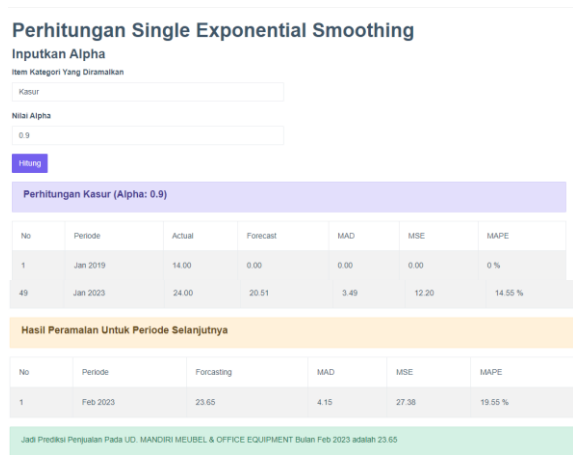 Perhitungan Single Exponential Smoothing
Inputkan Alpha
Item Kategori Yang Diramalkan
Kasur
Nilai Alpha
0.9
Hitung
Perhitungan Kasur (Alpha: 0.9)
No Periode Actual Forecast MAD MSE MAPE
1 Jan 2019 14.00 0.00 0.00 0.00 0 %
49 Jan 2023 24.00 20.51 3.49 12.20 14.55 %
Hasil Peramalan Untuk Periode Selanjutnya
No Periode Forcasting MAD MSE MAPE
1 Feb 2023 23.65 4.15 27.38 19.55 %
Jadi Prediksi Penjualan Pada UD. MANDIRI MEUBEL & OFFICE EQUIPMENT Bulan Feb 2023 adalah 23.65